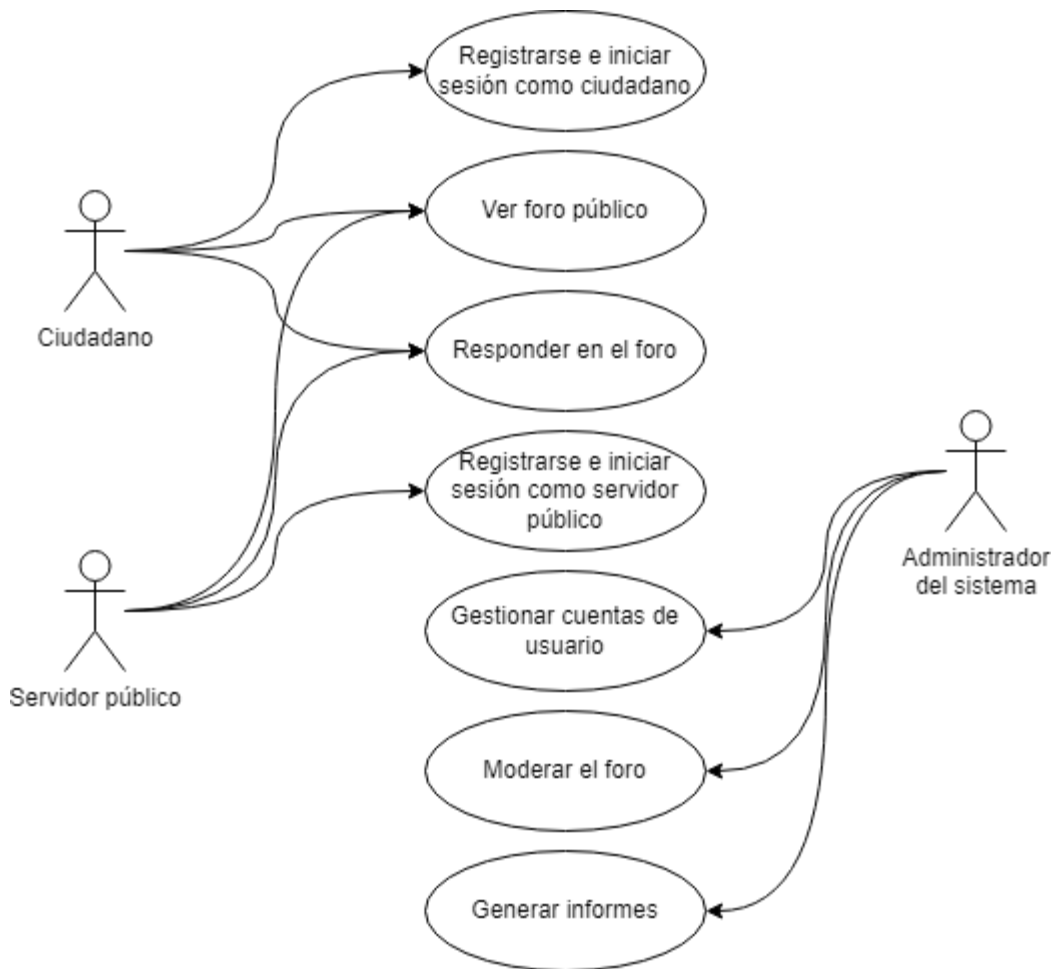 Registrarse e iniciar
sesión como ciudadano
Ver foro público
Ciudadano
Responder en el foro
Registrarse e iniciar
sesión como servidor
público
Administrador
del sistema
Gestionar cuentas de
usuario
Servidor público
Moderar el foro
Generar informes